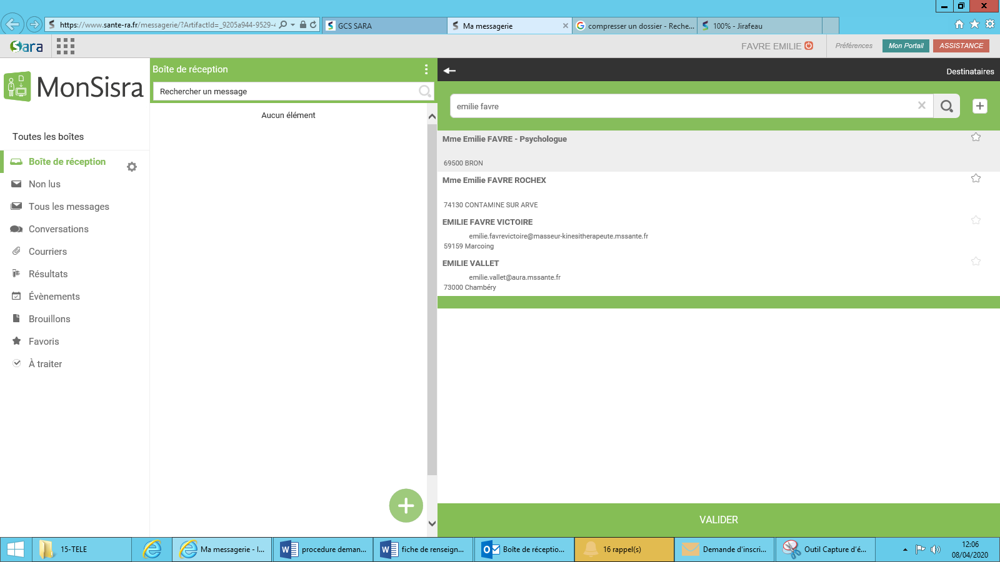 https://www.sante-ra.fr/messagerie/?ArtifactId=_9205a944-9529-4
GCS SARA
Ma messagerie
compresser un dossier - Reche...
100% - Jirafeau
Sara
FAVRE EMILIE
Préférences
Mon Portail
ASSISTANCE
MonSisra
Toutes les boîtes
Boîte de réception
Non lus
Tous les messages
Conversations
Courriers
Résultats
Évènements
Brouillons
Favoris
À traiter
Boîte de réception
Rechercher un message
Aucun élément
Destinataires
emilie favre
Mme Emilie FAVRE - Psychologue
69500 BRON
Mme Emilie FAVRE ROCHEX
74130 CONTAMINE SUR ARVE
EMILIE FAVRE VICTOIRE
emilie.favrevictoire@masseur-kinesitherapeute.mssante.fr
59159 Marcoing
EMILIE VALLET
emilie.vallet@aura.mssante.fr
73000 Chambéry
VALIDER
15-TELE
Ma messagerie - I...
procedure deman...
fiche de renseign...
Boîte de réceptio...
16 rappel(s)
Demande d'inscri...
Outil Capture d'é...
12:06
08/04/2020